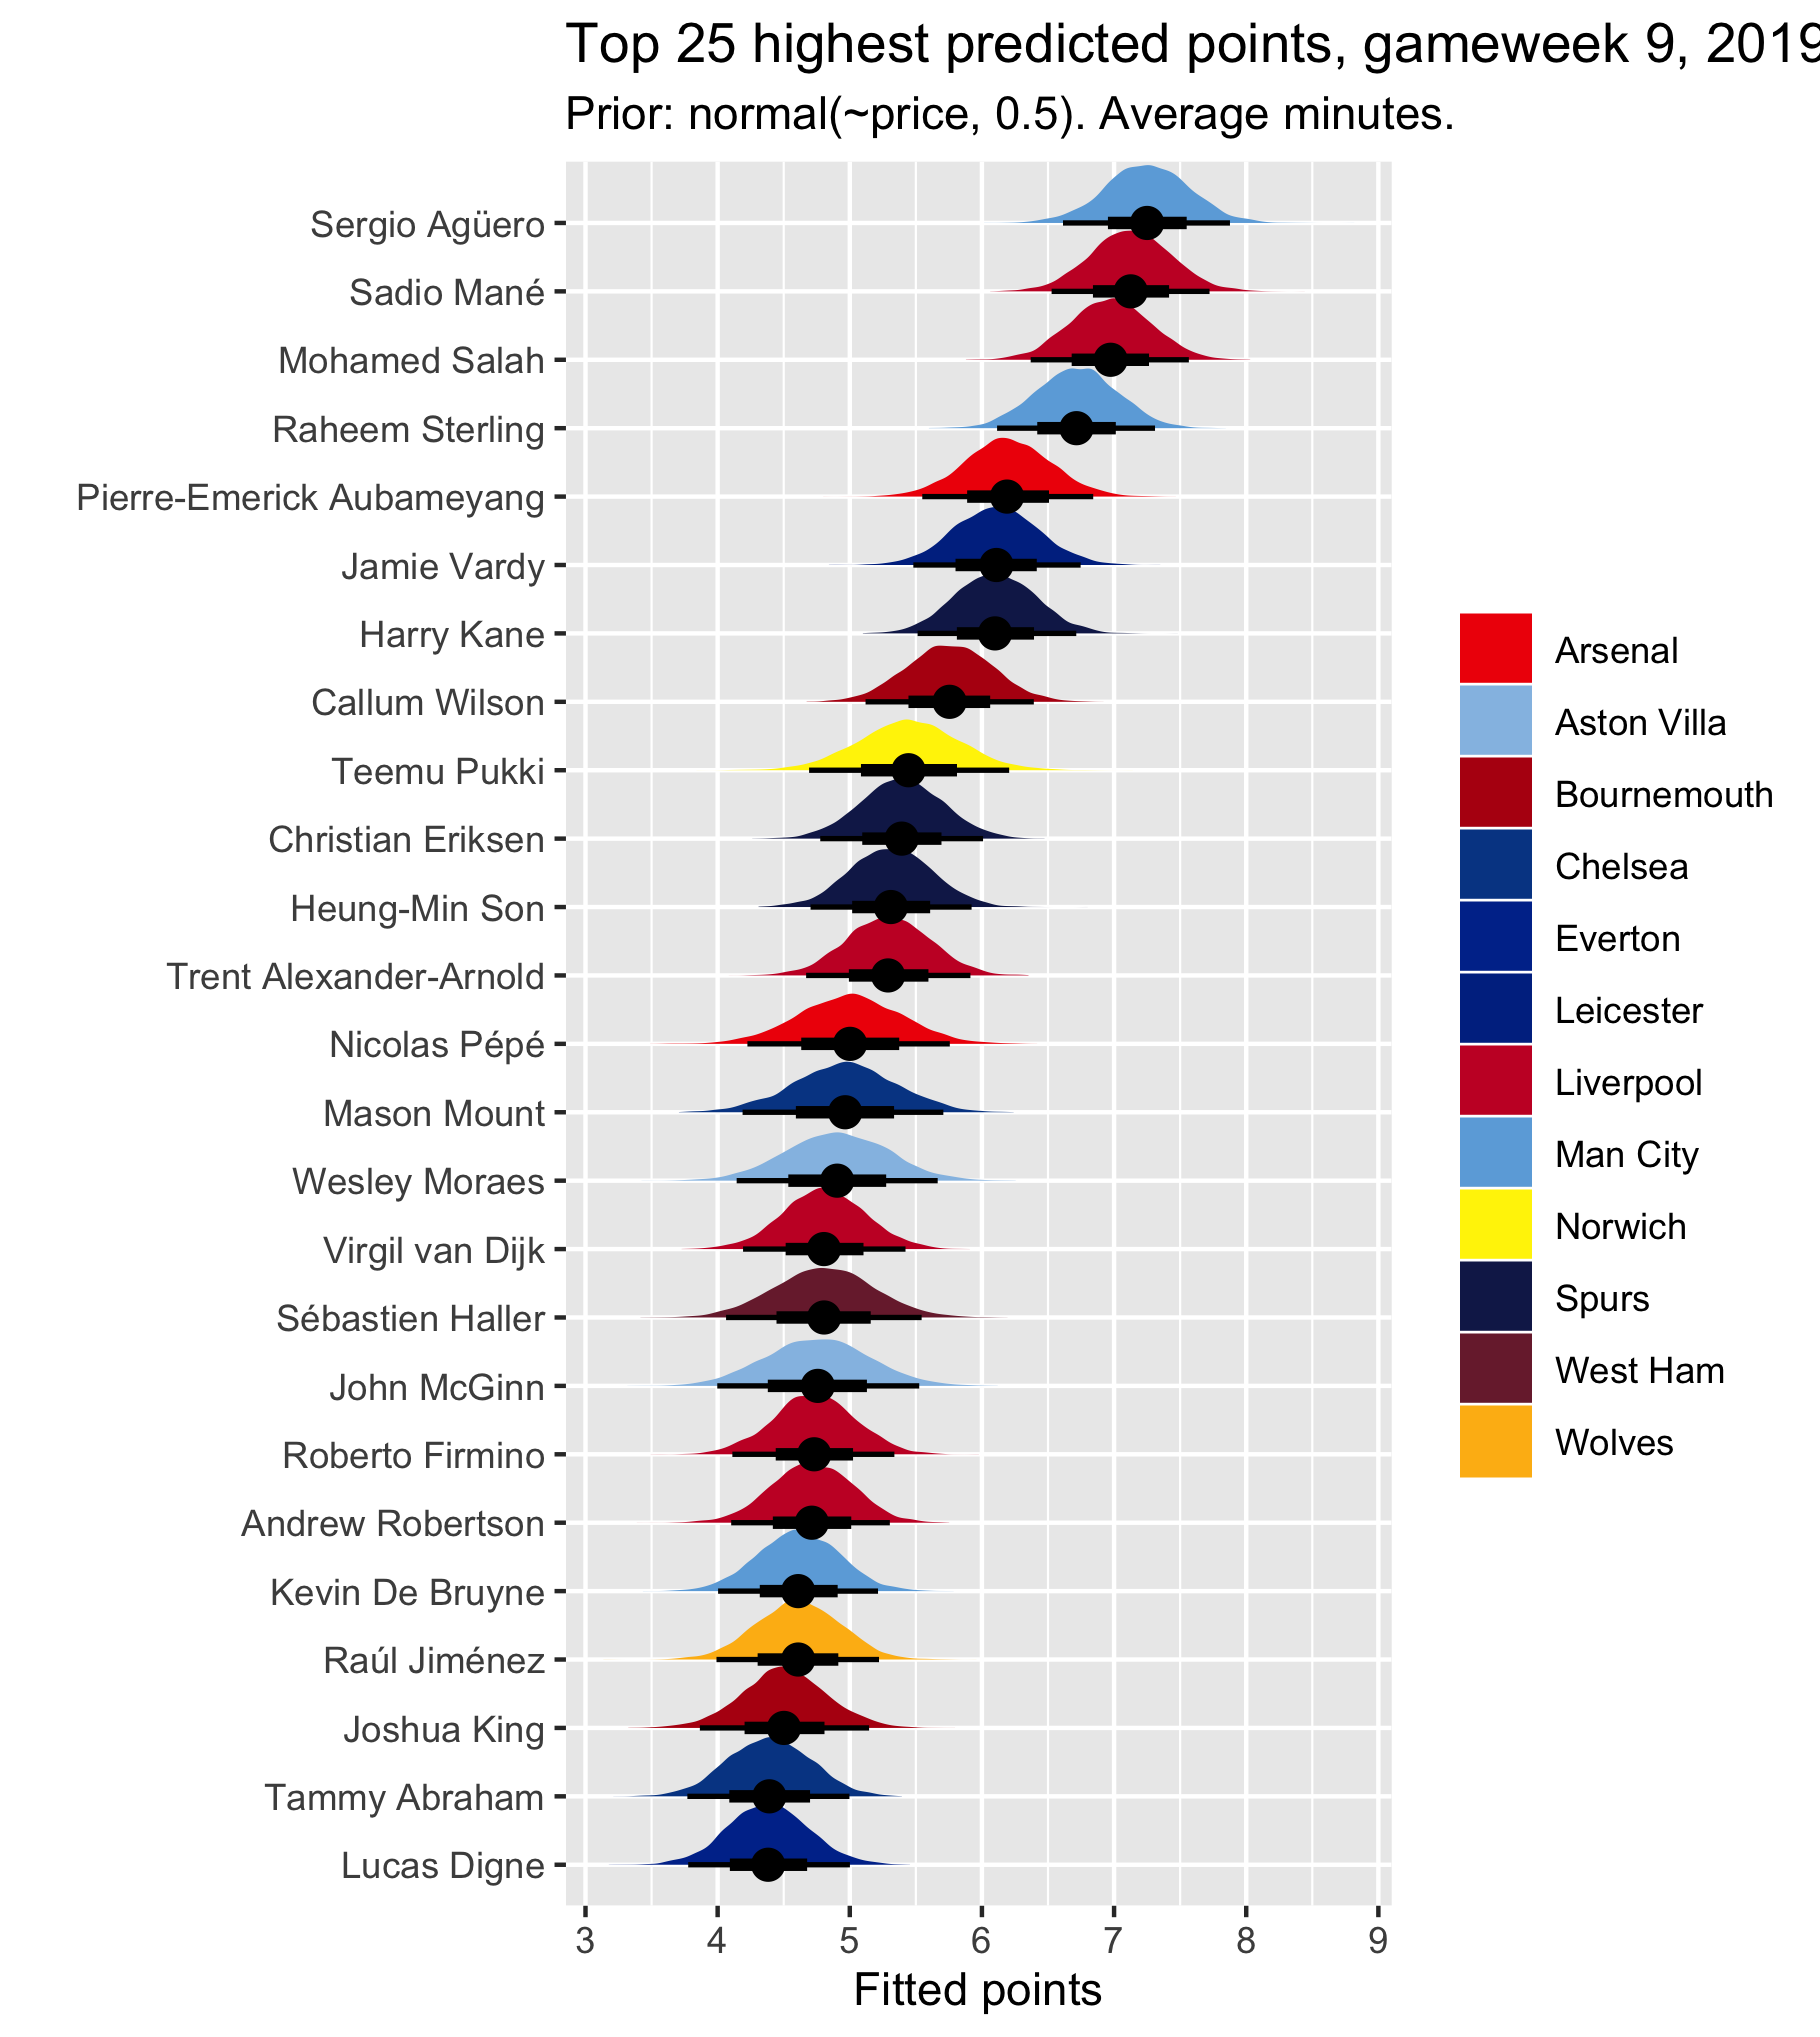 Top 25 highest predicted points, gameweek 9, 2019
Prior: normal(~price, 0.5). Average minutes.
Sergio Agüero
Sadio Mané
Mohamed Salah
Raheem Sterling
Pierre-Emerick Aubameyang
Jamie Vardy
Harry Kane
Callum Wilson
Teemu Pukki
Christian Eriksen
Heung-Min Son
Trent Alexander-Arnold
Nicolas Pépé
Mason Mount
Wesley Moraes
Virgil van Dijk
Sébastien Haller
John McGinn
Roberto Firmino
Andrew Robertson
Kevin De Bruyne
Raúl Jiménez
Joshua King
Tammy Abraham
Lucas Digne
3 4 5 6 7 8 9
Fitted points
Arsenal
Aston Villa
Bournemouth
Chelsea
Everton
Leicester
Liverpool
Man City
Norwich
Spurs
West Ham
Wolves